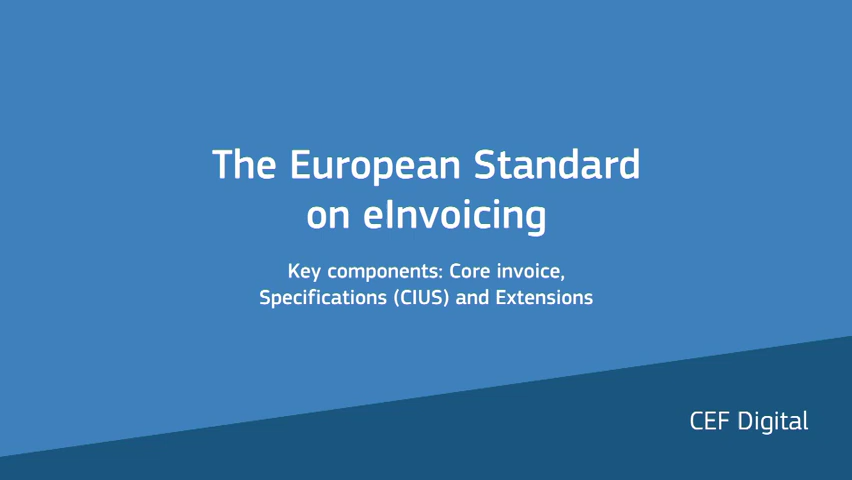 The European Standard
on eInvoicing
Key components: Core invoice,
Specifications (CIUS) and Extensions
CEF Digital